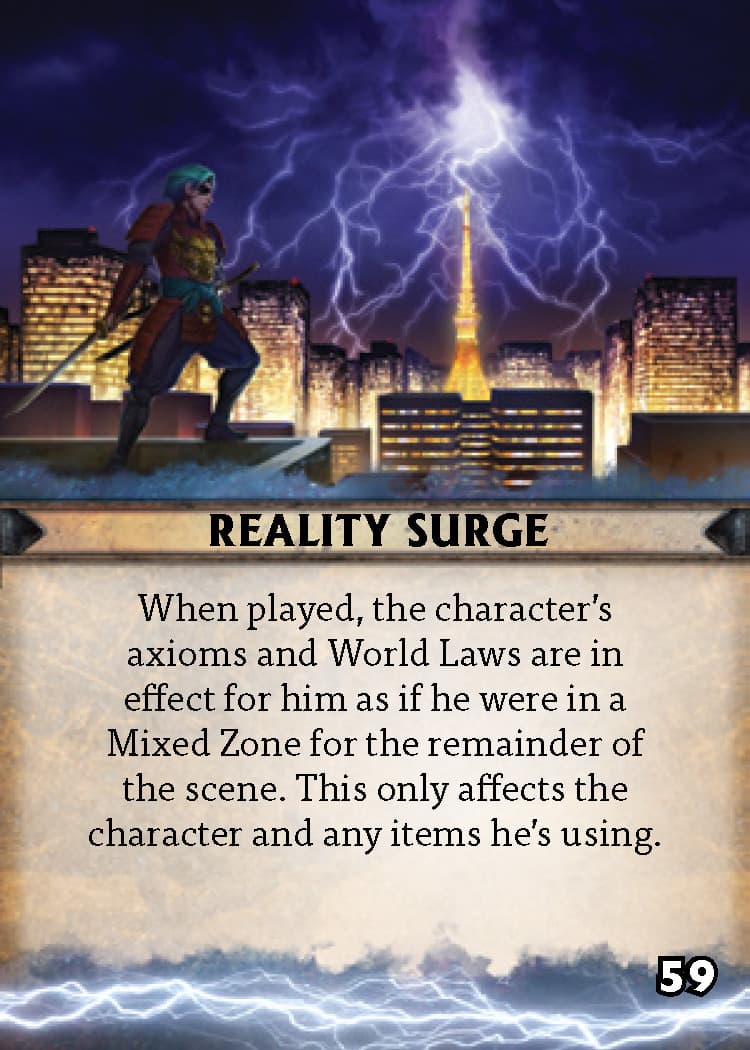 REALITY SURGE
When played, the character's
axioms and World Laws are in
effect for him as if he were in a
Mixed Zone for the remainder of
the scene. This only affects the
character and any items he's using.
59